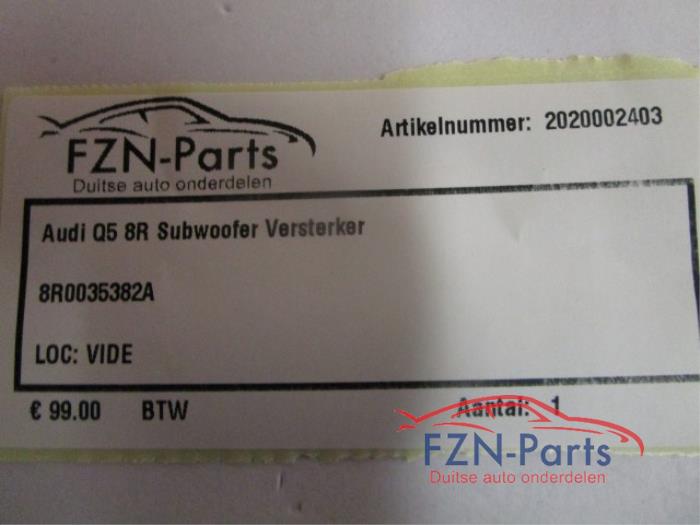 FZN-Parts
Duitse auto onderdelen
Artikelnummer: 2020002403
Audi Q5 8R Subwoofer Versterker
8R0035382A
LOC: VIDE
€ 99.00 BTW Aantal: 1
FZN-Parts
Duitse auto onderdelen